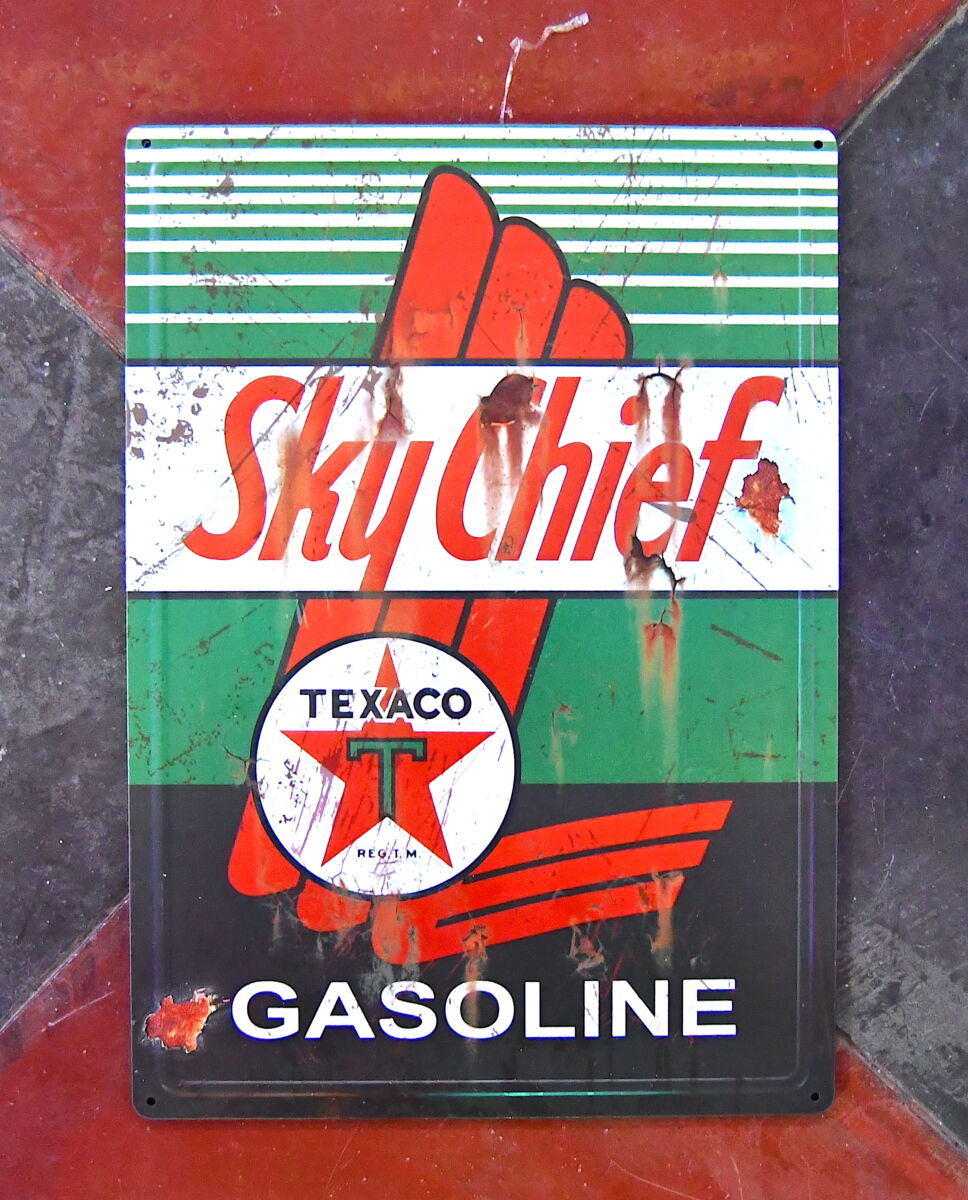 Sky Chief
TEXACO
T
REG. T. M.
GASOLINE